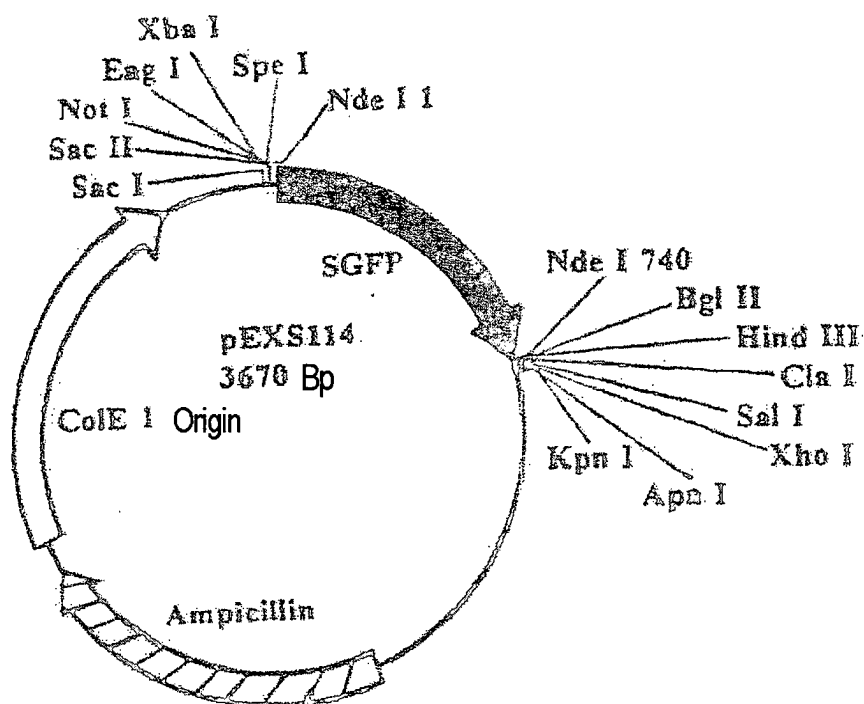 Xba I
Eag I
Spe I
Not I
Nde I 1
Sac II
Sac I
SGFP
Nde I 740
Bgl II
pEXS114
Hind III
3670 Bp
Cla I
ColE 1 Origin
Sal I
Kpn I
Xho I
Apa I
Ampicillin